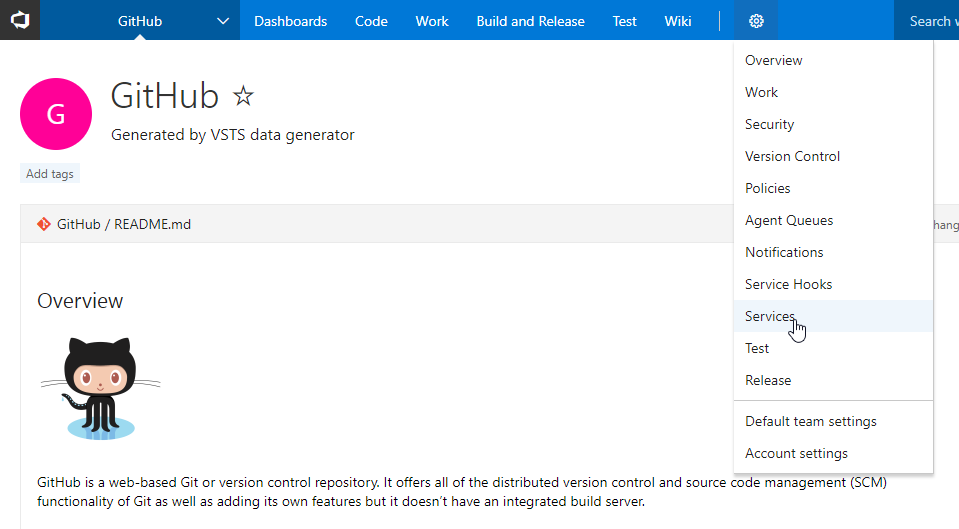 GitHub Dashboards Code Work Build and Release Test Wiki Search
Overview
Work
Security
Version Control
Policies
Agent Queues
Notifications
Service Hooks
Services
Test
Release
Default team settings
Account settings
G
GitHub
Generated by VSTS data generator
Add tags
GitHub / README.md
Overview
GitHub is a web-based Git or version control repository. It offers all of the distributed version control and source code management (SCM)
functionality of Git as well as adding its own features but it doesn't have an integrated build server.